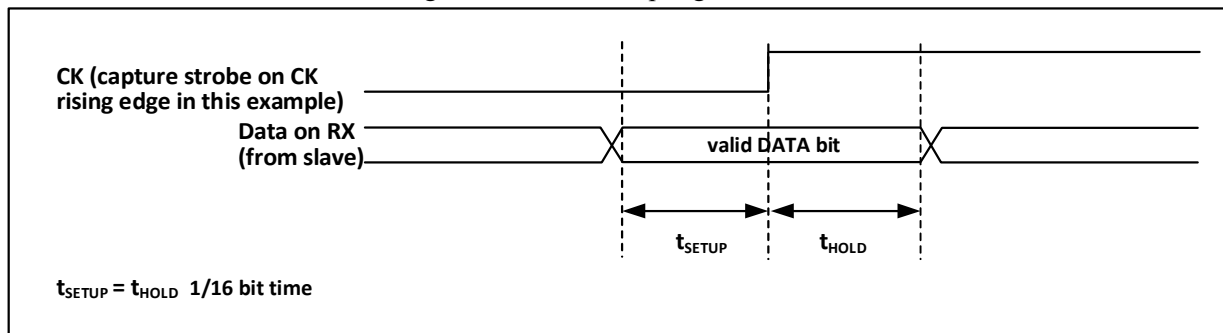 CK (capture strobe on CK
rising edge in this example)
Data on RX
(from slave)
valid DATA bit
tSETUP
tHOLD
tSETUP = tHOLD 1/16 bit time